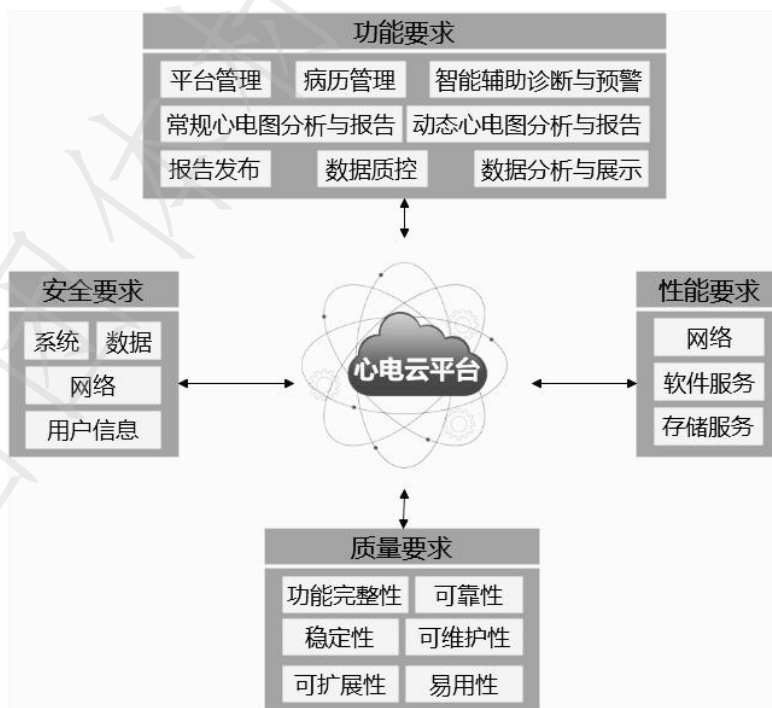 功能要求
平台管理 病历管理 智能辅助诊断与预警
常规心电图分析与报告 动态心电图分析与报告
报告发布 数据质控 数据分析与展示
安全要求
系统 数据
网络
用户信息
心电云平台
性能要求
网络
软件服务
存储服务
质量要求
功能完整性 可靠性
稳定性 可维护性
可扩展性 易用性